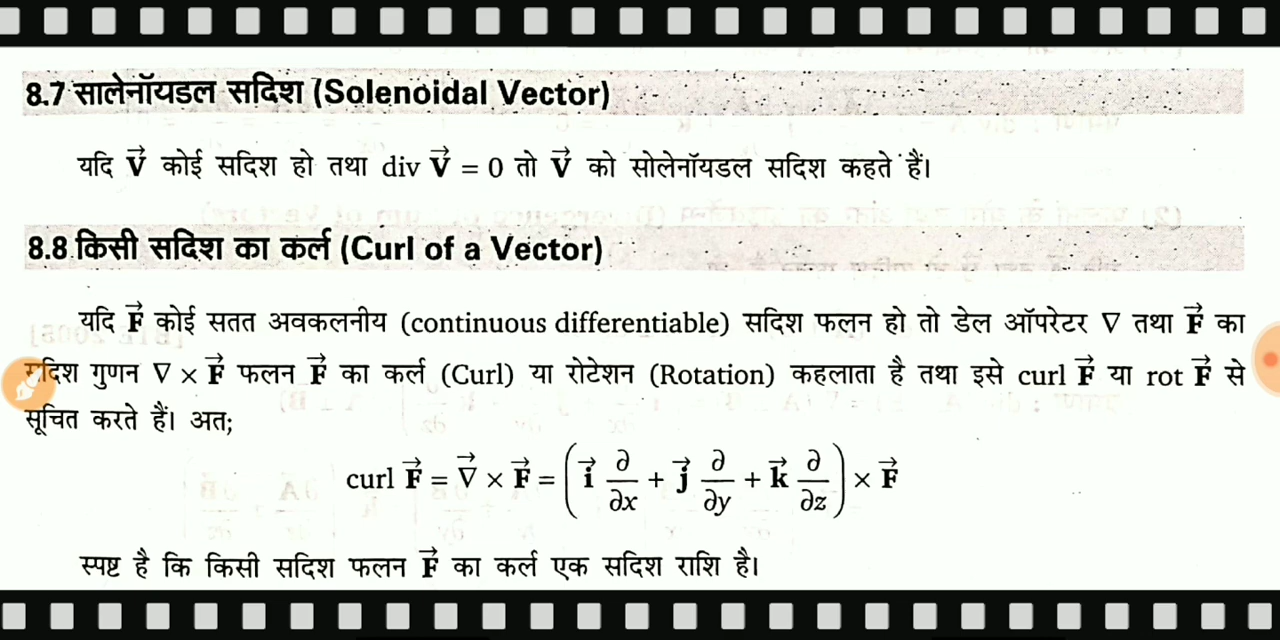 8.7 सालेनॉयडल सदिश (Solenoidal Vector)
यदि V⃗ कोई सदिश हो तथा div V⃗ = 0 तो V⃗ को सोलेनॉयडल सदिश कहते हैं।
8.8 किसी सदिश का कर्ल (Curl of a Vector)
यदि F⃗ कोई सतत अवकलनीय (continuous differentiable) सदिश फलन हो तो डेल ऑपरेटर ∇ तथा F⃗ का
सदिश गुणन ∇ × F⃗ फलन F⃗ का कर्ल (Curl) या रोटेशन (Rotation) कहलाता है तथा इसे curl F⃗ या rot F⃗ से
सूचित करते हैं। अत;
curl F⃗ = ∇⃗ × F⃗ = (i⃗ ∂/∂x + j⃗ ∂/∂y + k⃗ ∂/∂z) × F⃗
स्पष्ट है कि किसी सदिश फलन F⃗ का कर्ल एक सदिश राशि है।